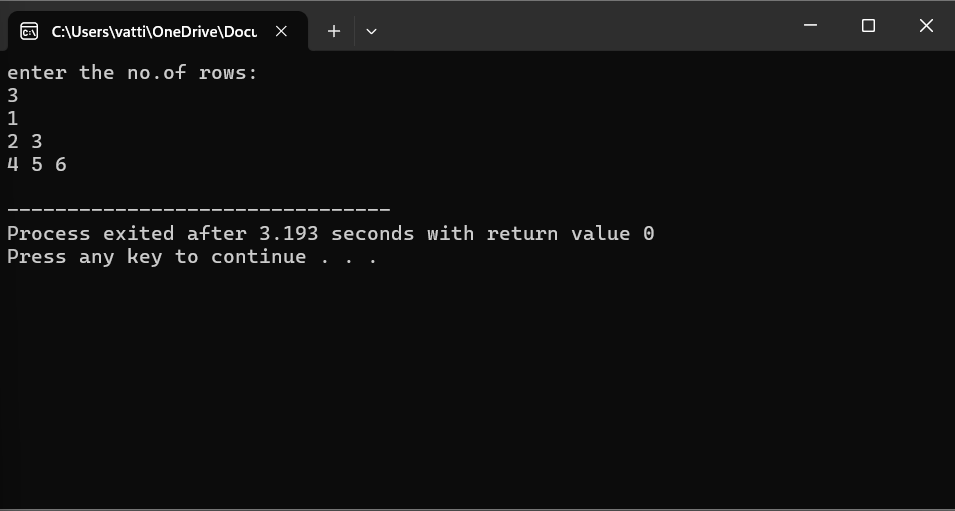 C:\Users\vatti\OneDrive\Docu
enter the no.of rows:
3
1
2 3
4 5 6
--------------------------------
Process exited after 3.193 seconds with return value 0
Press any key to continue . . .